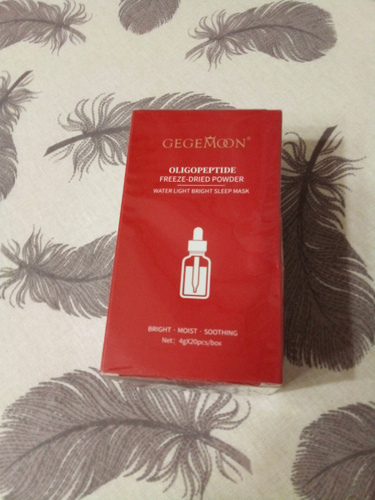 GEGEMOON®
OLIGOPEPTIDE
FREEZE-DRIED POWDER
WATER LIGHT BRIGHT SLEEP MASK
BRIGHT · MOIST · SOOTHING
Net: 4gX20pcs/box